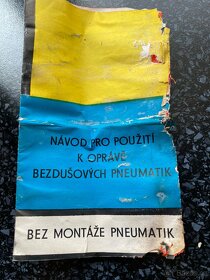 NÁVOD PRO POUŽITÍ
K OPRAVĚ
BEZDUŠOVÝCH PNEUMATIK
BEZ MONTÁŽE PNEUMATIK